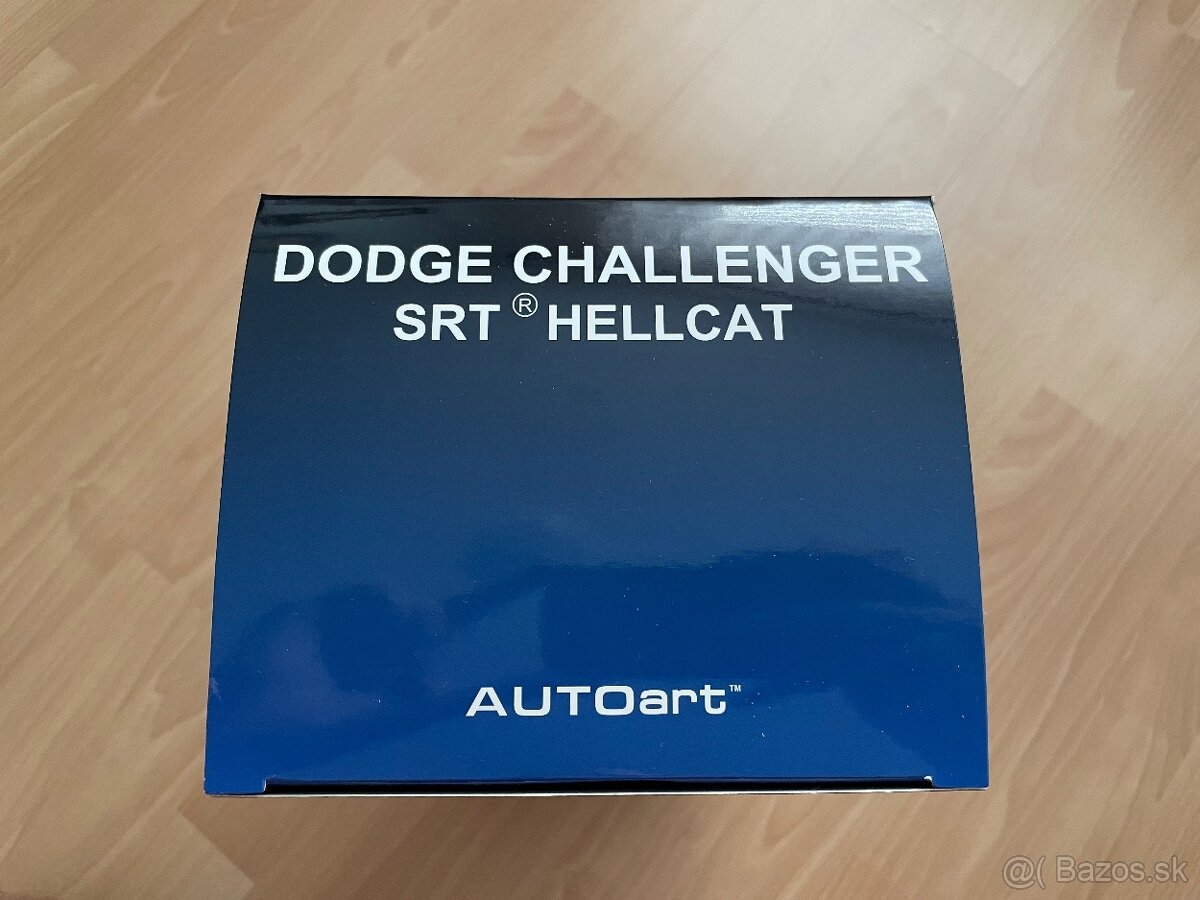 DODGE CHALLENGER
SRT® HELLCAT
AUTOart™
@( Bazos.sk